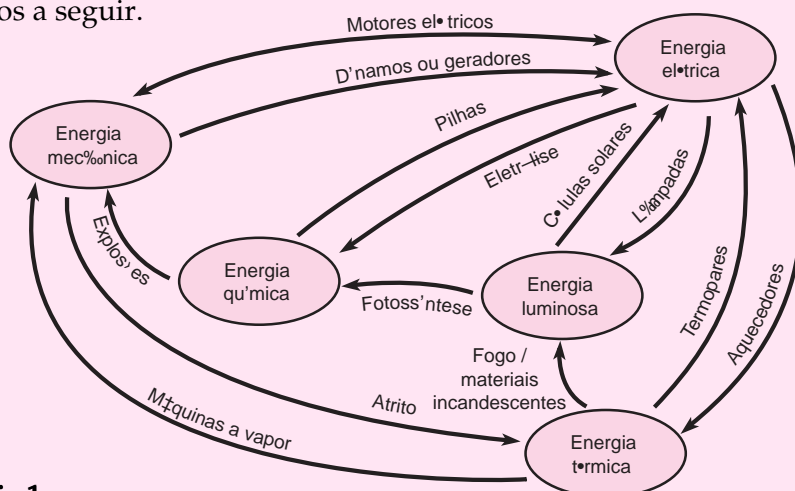 os a seguir.
Motores el• tricos
Energia
el•trica
D’namos ou geradores
Pilhas
Energia
mec‰nica
Eletr—lise
C• lulas solares
L‰mpadas
Explos› es
Energia
qu’mica
Energia
luminosa
Fotoss’ntese
Termopares
Aquecedores
Fogo /
materiais
incandescentes
Atrito
M‡quinas a vapor
Energia
t•rmica